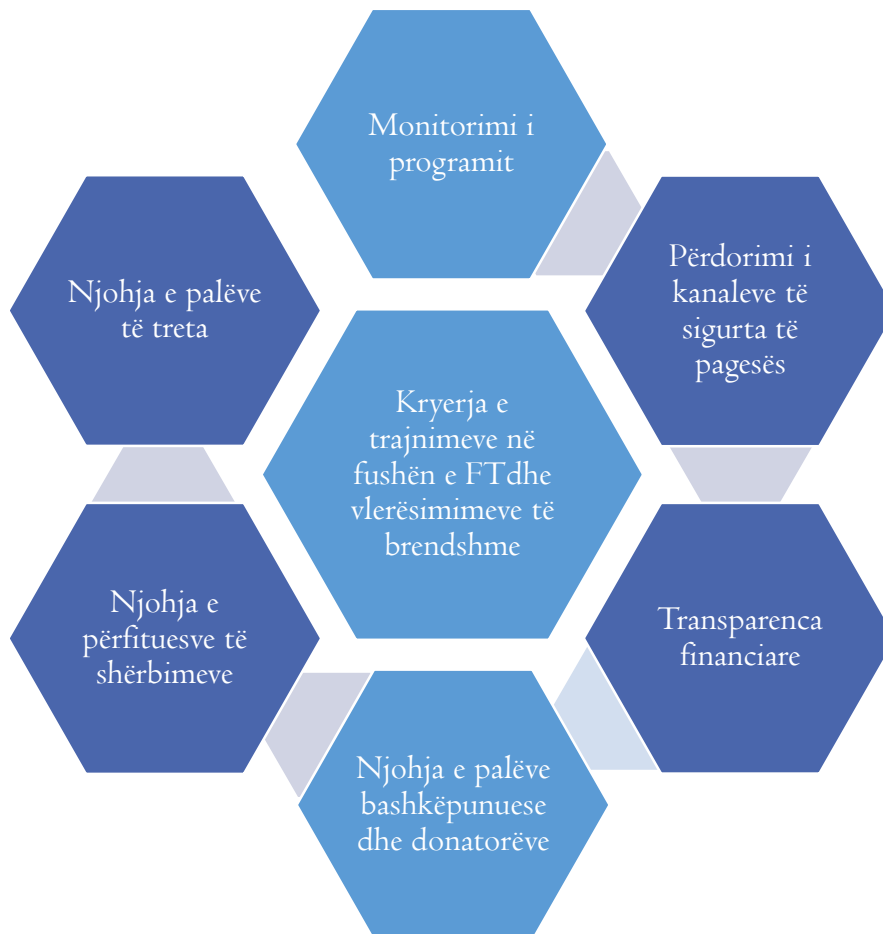 Monitorimi i
programit
Përdorimi i
kanaleve të
sigurta të
pagesës
Njohja e palëve
të treta
Kryerja e
trajnimeve në
fushën e FTdhe
vlerësimimeve të
brendshme
Njohja e
përfituesve të
shërbimeve
Transparenca
financiare
Njohja e palëve
bashkëpunuese
dhe donatorëve